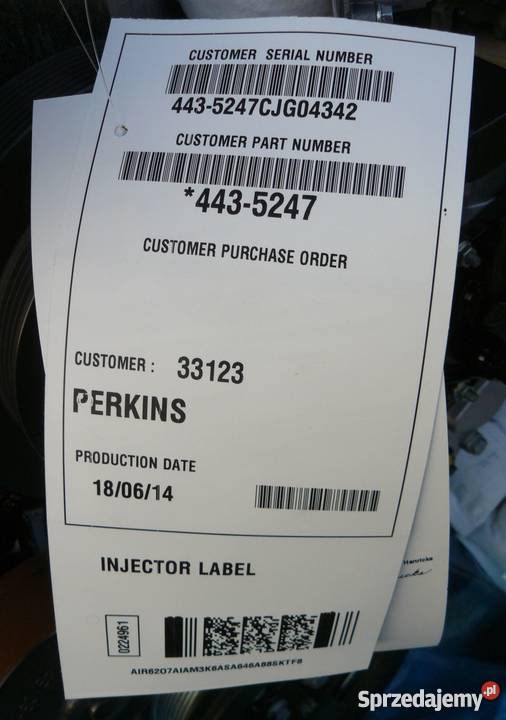 CUSTOMER SERIAL NUMBER
443-5247CJG04342
CUSTOMER PART NUMBER
*443-5247
CUSTOMER PURCHASE ORDER
CUSTOMER : 33123
PERKINS
PRODUCTION DATE
18/06/14
INJECTOR LABEL
0224961
Hanricks
Sprzedajemy.pl